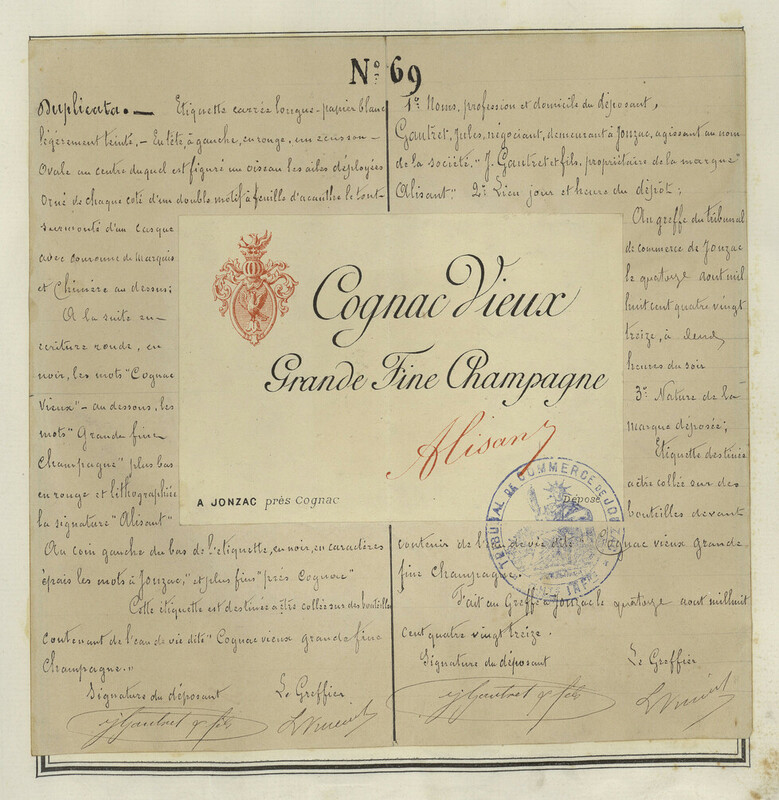 No. 69
Duplicata. — Etiquette carrée longue - papier blanc
légèrement teinté. - En tête, à gauche, en rouge, un écusson -
Ovale au centre duquel est figuré un oiseau les ailes déployées
Orné de chaque coté d'un double motif à feuille d'acanthe le tout -
surmonté d'un casque
avec couronne de Marquis
et Chimère au dessus;
A la suite en
écriture ronde, en
noir, les mots "Cognac
Vieux" - au dessous, les
mots "Grande fine
Champagne" plus bas
en rouge et lithographiée
la signature "Alisant"
Au coin gauche du bas de l'étiquette, en noir, en caractères
épais les mots à Jonzac," et plus fins "près Cognac"
Cette étiquette est destinée a être collée sur des bouteilles
contenant de l'eau de vie dite "Cognac vieux grande fine
Champagne."
Signature du déposant Le Greffier
J Gautret & fils
1o. Noms, profession et domicile du déposant,
Gautret, Jules, négociant, demeurant à Jonzac, agissant au nom
de la société "J. Gautret et fils, propriétaire de la marque"
Alisant" 2o. Lieu jour et heure du dépôt;
Au greffe du tribunal
de commerce de Jonzac
le quatorze aout mil
huit cent quatre vingt
treize, à deux
heures du soir
3o. Nature de la
marque déposée;
Etiquette destinée
a être collée sur des
bouteilles devant
contenir de l'eau de vie dite Cognac vieux grande
fine Champagne
Fait au Greffe à Jonzac le quatorze aout mil huit
cent quatre vingt treize.
Signature du déposant Le Greffier
J Gautret & fils
Cognac Vieux
Grande Fine Champagne
Alisant
A JONZAC près Cognac
Déposé
TRIBUNAL DE COMMERCE DE JONZAC